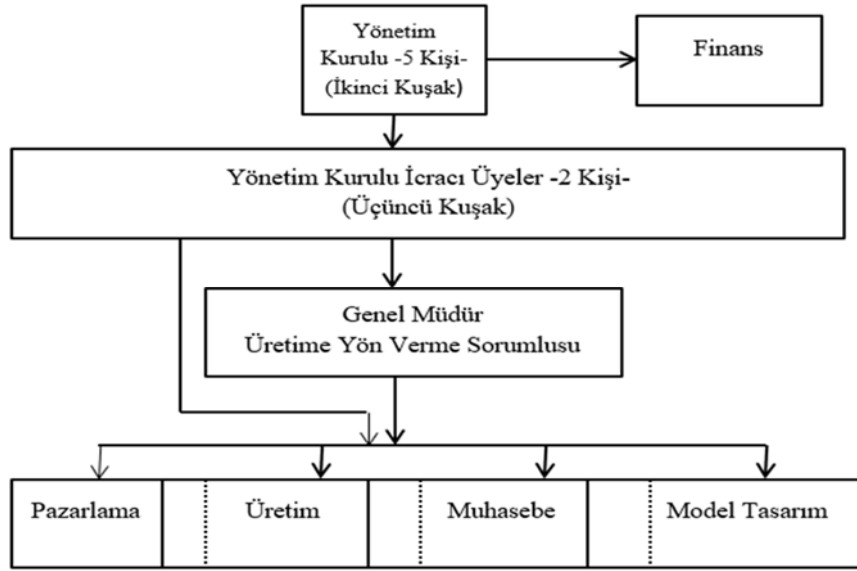 Yönetim
Kurulu -5 Kişi-
(İkinci Kuşak)
Finans
Yönetim Kurulu İcracı Üyeler -2 Kişi-
(Üçüncü Kuşak)
Genel Müdür
Üretime Yön Verme Sorumlusu
Pazarlama
Üretim
Muhasebe
Model Tasarım